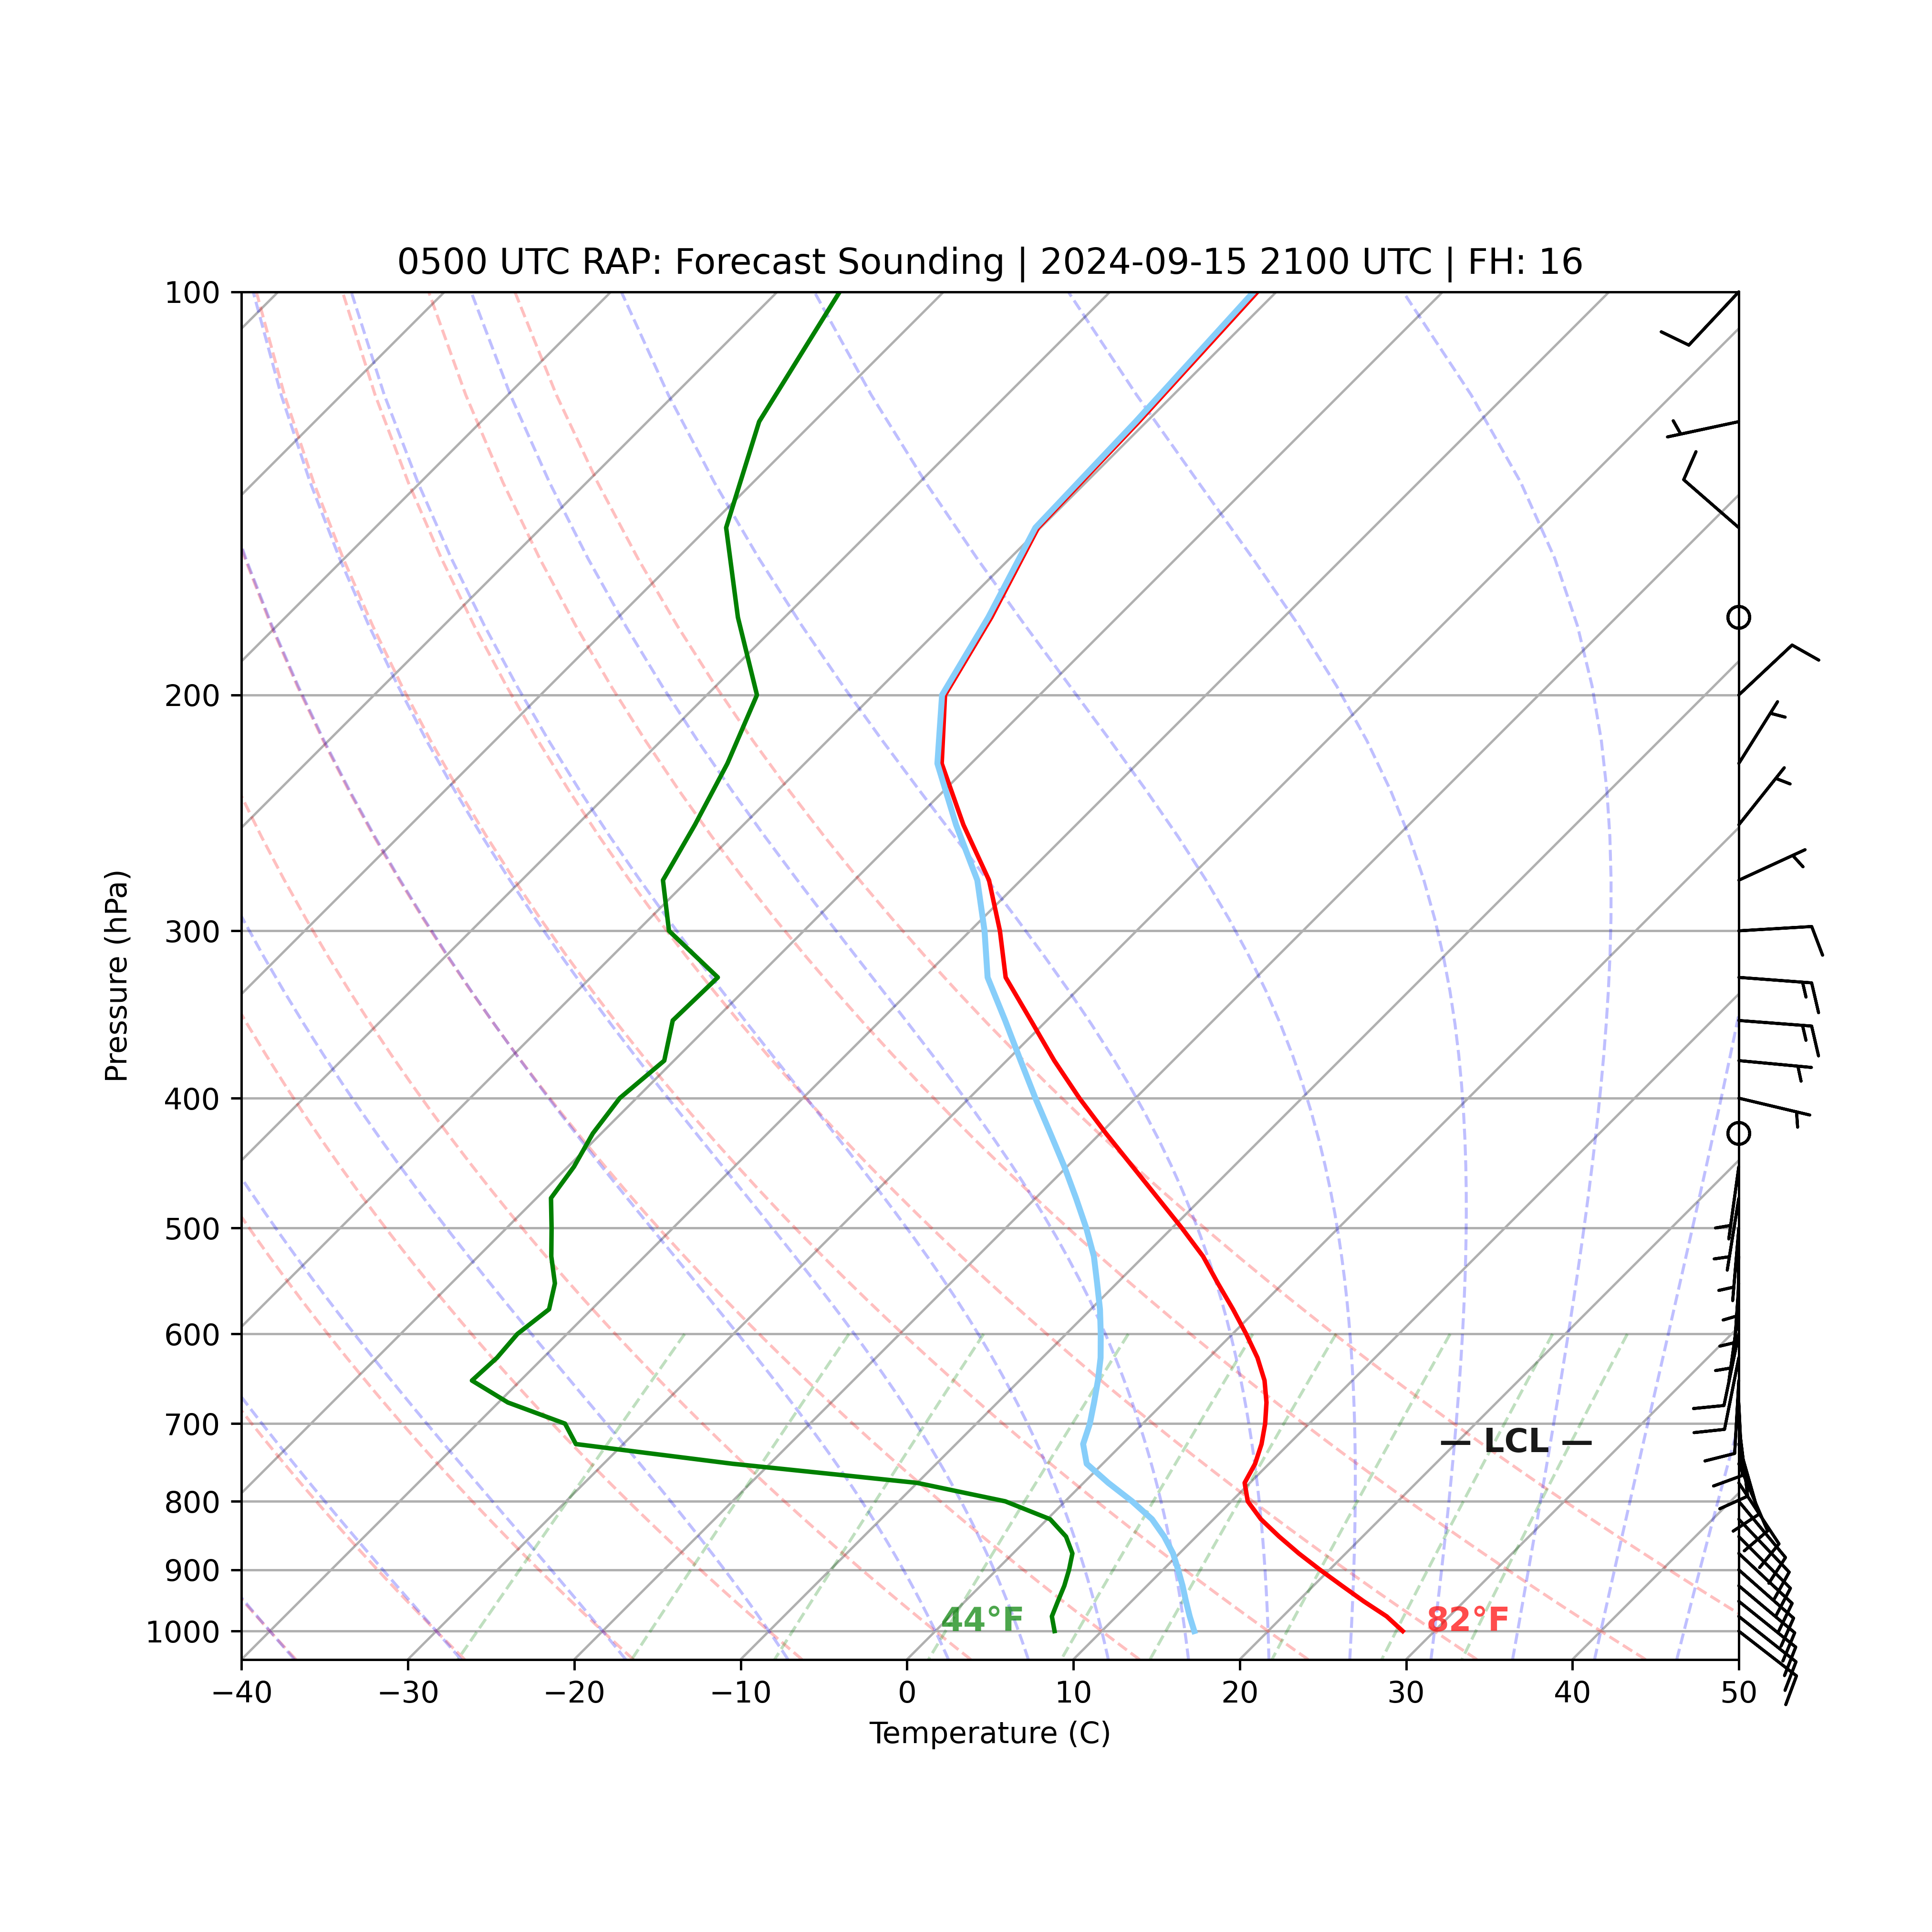 0500 UTC RAP: Forecast Sounding | 2024-09-15 2100 UTC | FH: 16
100
200
300
400
500
600
700
800
900
1000
Pressure (hPa)
— LCL —
44°F
82°F
−40 −30 −20 −10 0 10 20 30 40 50
Temperature (C)